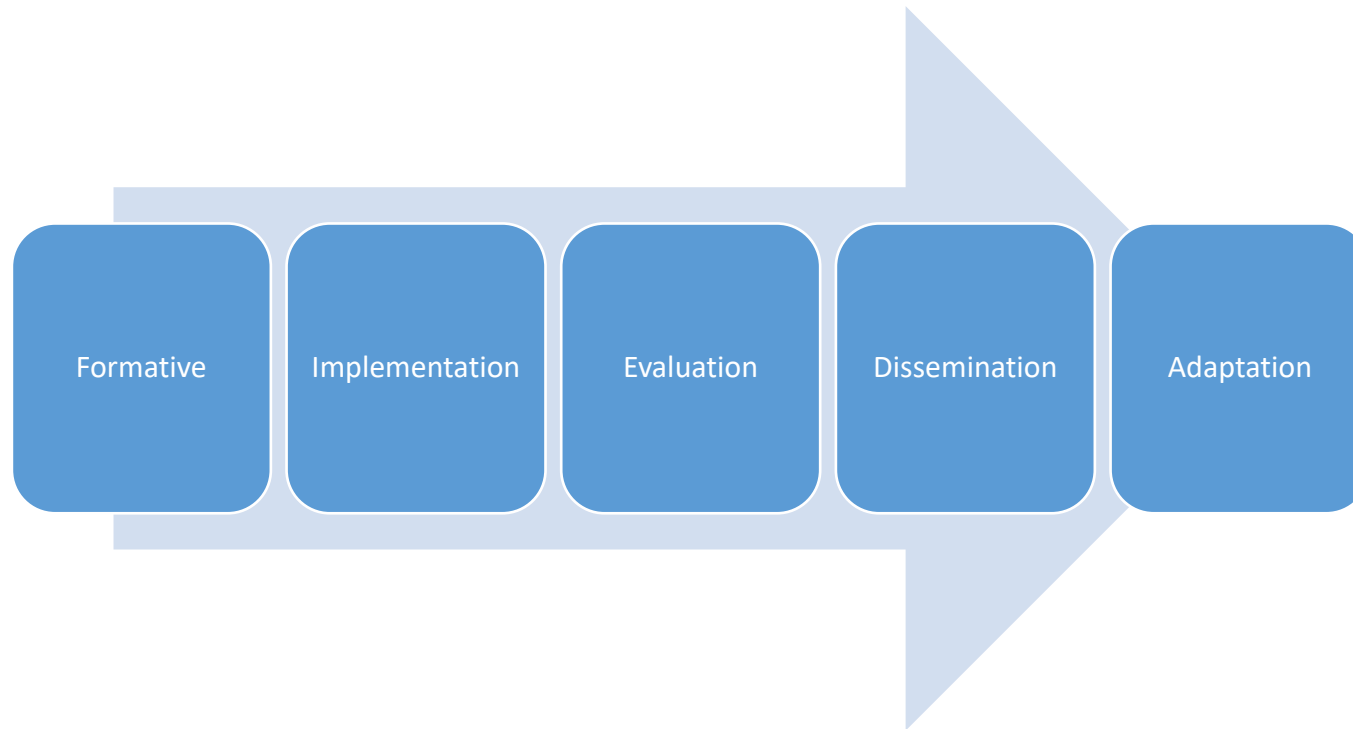 Formative
Implementation
Evaluation
Dissemination
Adaptation